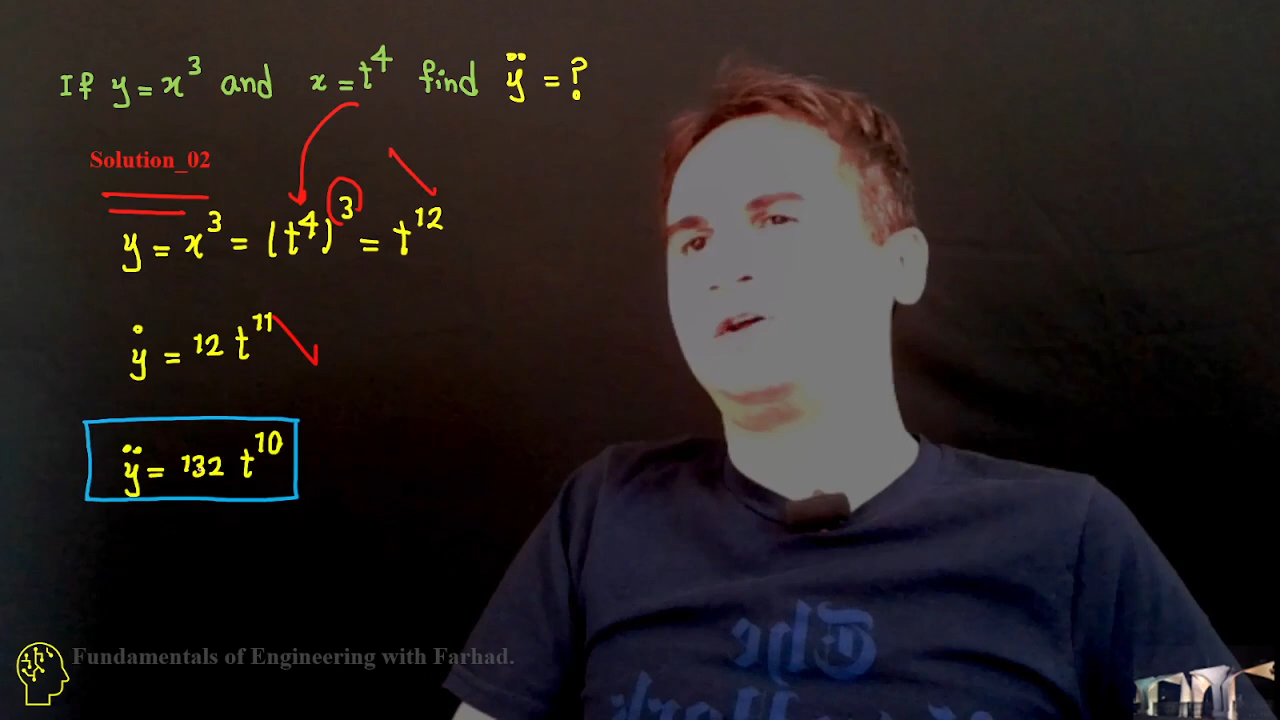 If y = x³ and x = t⁴ find ÿ = ?
Solution_02
y = x³ = (t⁴)³ = t¹²
ẏ = 12 t¹¹
ÿ = 132 t¹⁰
The
Fundamentals of Engineering with Farhad.